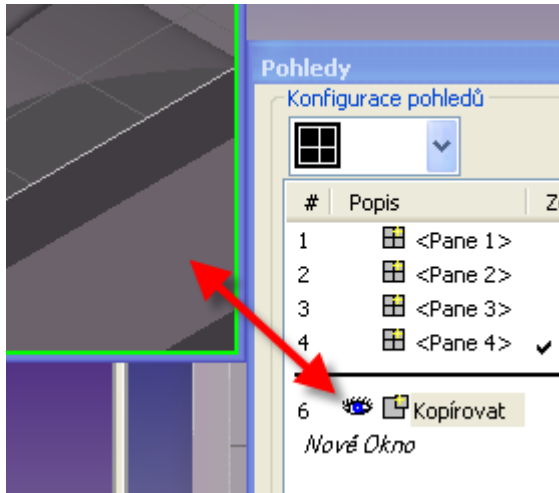 Pohledy
Konfigurace pohledů
# Popis
1 <Pane 1>
2 <Pane 2>
3 <Pane 3>
4 <Pane 4>
6 Kopírovat
Nové Okno